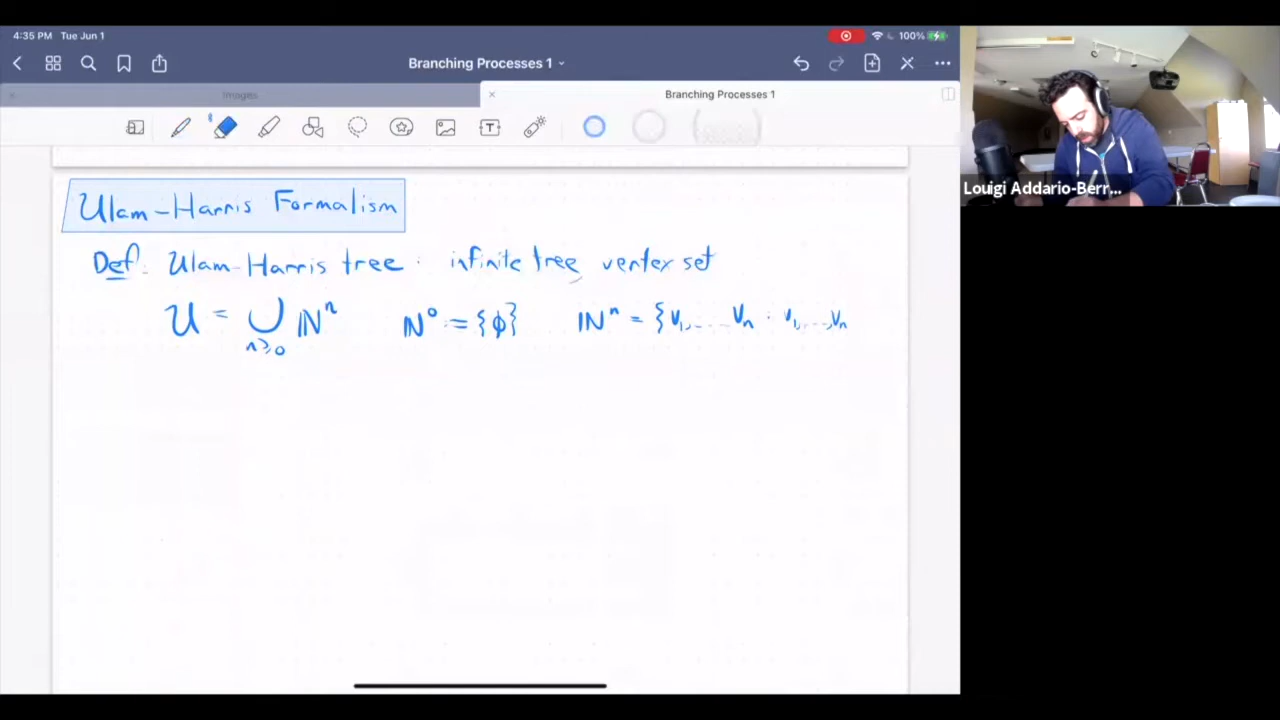 4:35 PM Tue Jun 1
100%
Branching Processes 1
Images
Branching Processes 1
Louigi Addario-Berr...
Ulam-Harris Formalism
Def: Ulam-Harris tree: infinite tree, vertex set
U = ∪ ℕⁿ ℕ⁰ := {∅} ℕⁿ = {v₁,....vₙ : v₁,...,vₙ
n≥0